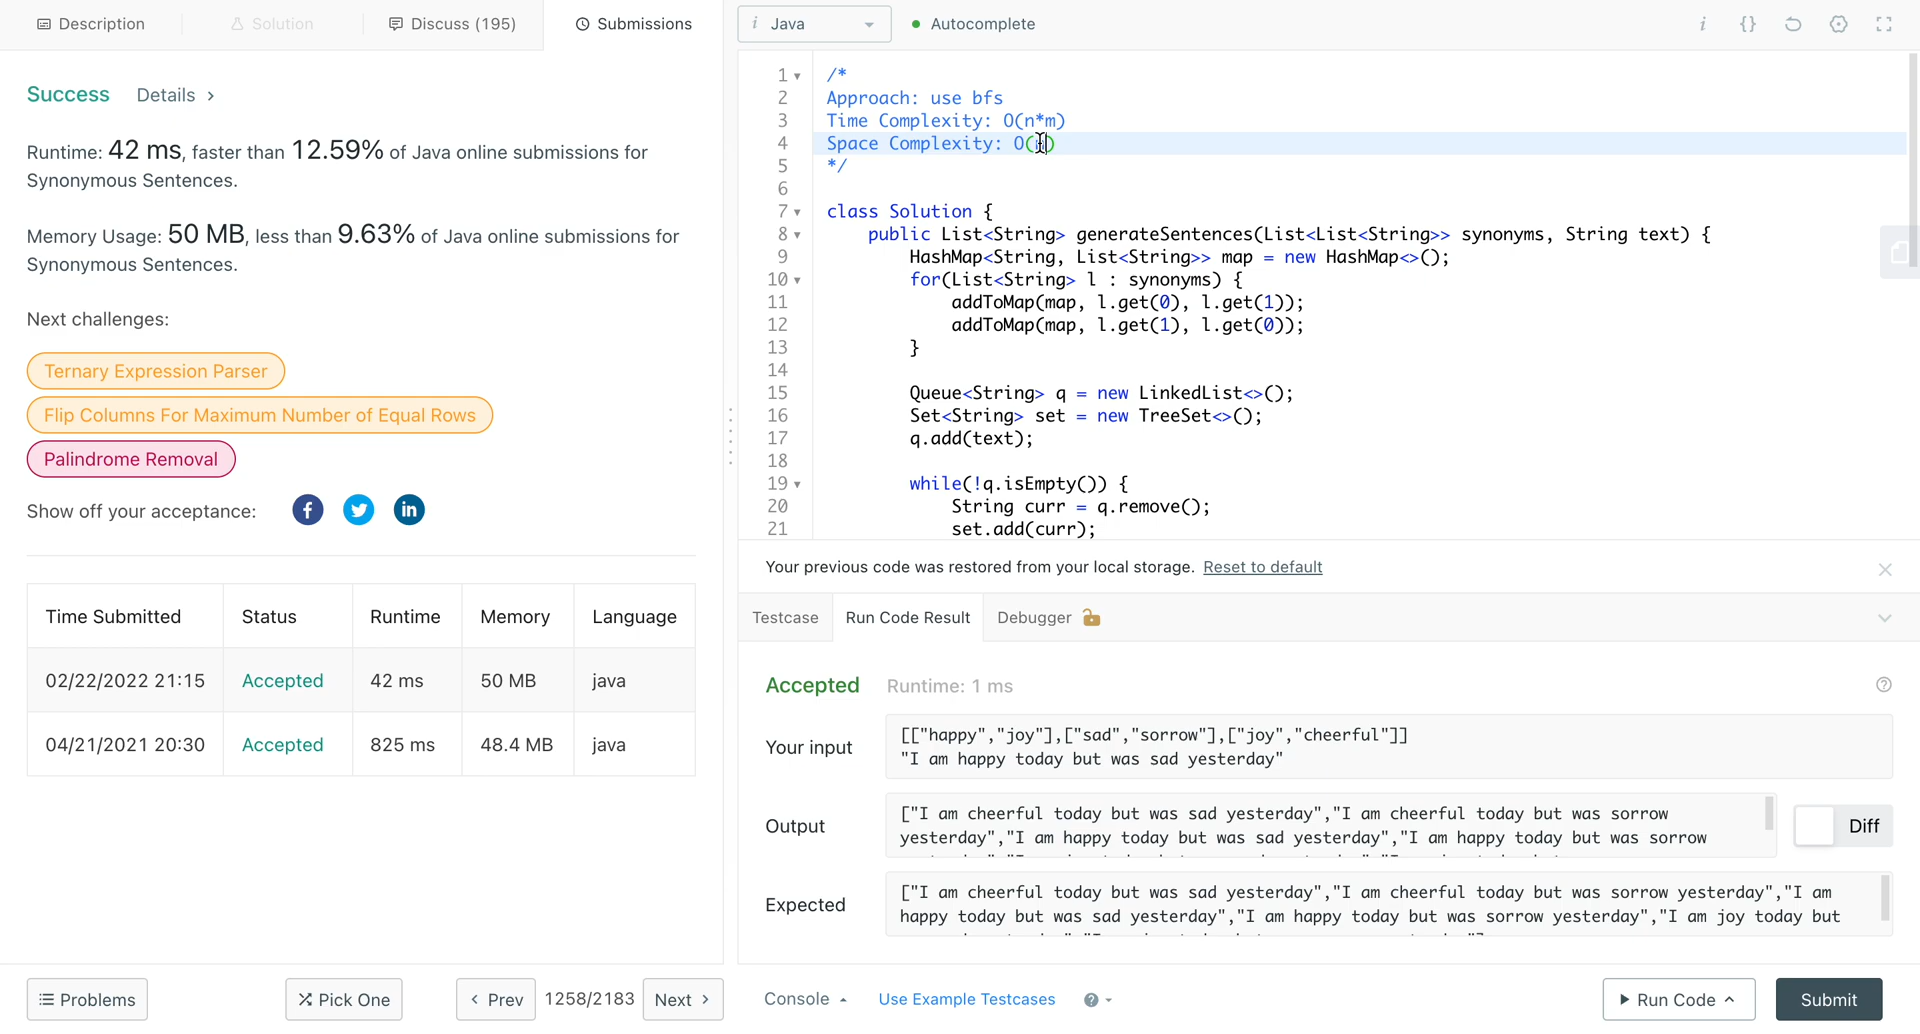 Description
Solution
Discuss (195)
Submissions
i Java
Autocomplete
i {}
Success Details >
Runtime: 42 ms, faster than 12.59% of Java online submissions for
Synonymous Sentences.
Memory Usage: 50 MB, less than 9.63% of Java online submissions for
Synonymous Sentences.
Next challenges:
Ternary Expression Parser
Flip Columns For Maximum Number of Equal Rows
Palindrome Removal
Show off your acceptance:
Time Submitted Status Runtime Memory Language
02/22/2022 21:15 Accepted 42 ms 50 MB java
04/21/2021 20:30 Accepted 825 ms 48.4 MB java
Problems
Pick One
< Prev 1258/2183 Next >
1 /*
2 Approach: use bfs
3 Time Complexity: O(n*m)
4 Space Complexity: O( )
5 */
6
7 class Solution {
8 public List<String> generateSentences(List<List<String>> synonyms, String text) {
9 HashMap<String, List<String>> map = new HashMap<>();
10 for(List<String> l : synonyms) {
11 addToMap(map, l.get(0), l.get(1));
12 addToMap(map, l.get(1), l.get(0));
13 }
14
15 Queue<String> q = new LinkedList<>();
16 Set<String> set = new TreeSet<>();
17 q.add(text);
18
19 while(!q.isEmpty()) {
20 String curr = q.remove();
21 set.add(curr);
Your previous code was restored from your local storage. Reset to default
Testcase Run Code Result Debugger
Accepted Runtime: 1 ms
Your input
[["happy","joy"],["sad","sorrow"],["joy","cheerful"]]
"I am happy today but was sad yesterday"
Output
["I am cheerful today but was sad yesterday","I am cheerful today but was sorrow
yesterday","I am happy today but was sad yesterday","I am happy today but was sorrow
Diff
Expected
["I am cheerful today but was sad yesterday","I am cheerful today but was sorrow yesterday","I am
happy today but was sad yesterday","I am happy today but was sorrow yesterday","I am joy today but
Console Use Example Testcases
Run Code
Submit